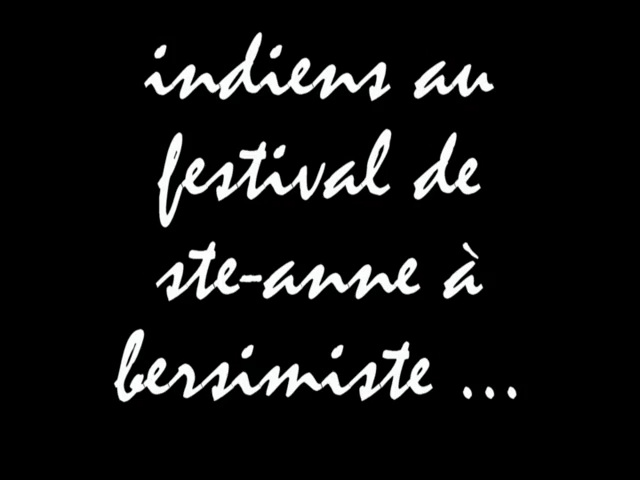 indiens au
festival de
ste-anne à
bersimiste ...